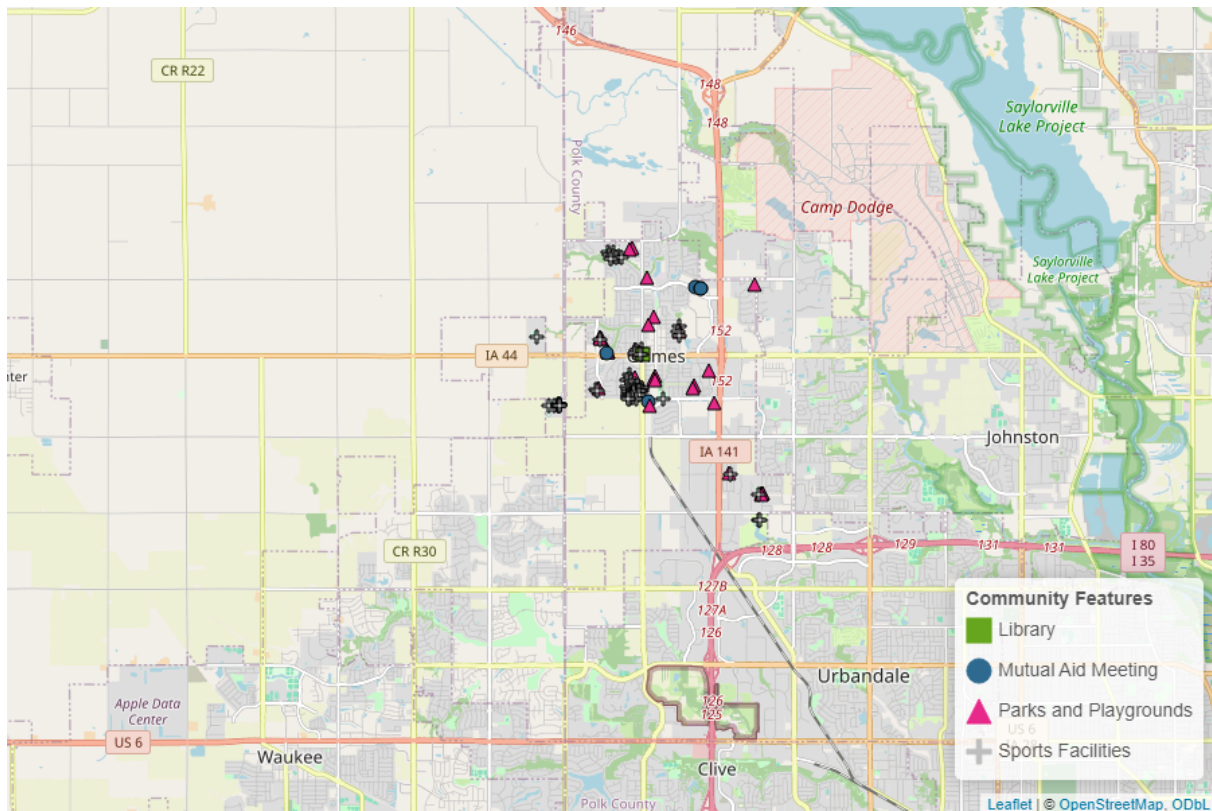 146
CR R22
148
148
Saylorville
Lake Project
Polk County
Camp Dodge
Saylorville
Lake Project
152
IA 44
152
Johnston
IA 141
CR R30
128
128
129
131
131
I 80
I 35
127B
127A
126
Community Features
Library
Mutual Aid Meeting
Parks and Playgrounds
Sports Facilities
Urbandale
Apple Data
Center
126
125
US 6
US 6
Waukee
Clive
Polk County
Leaflet | © OpenStreetMap, ODbL